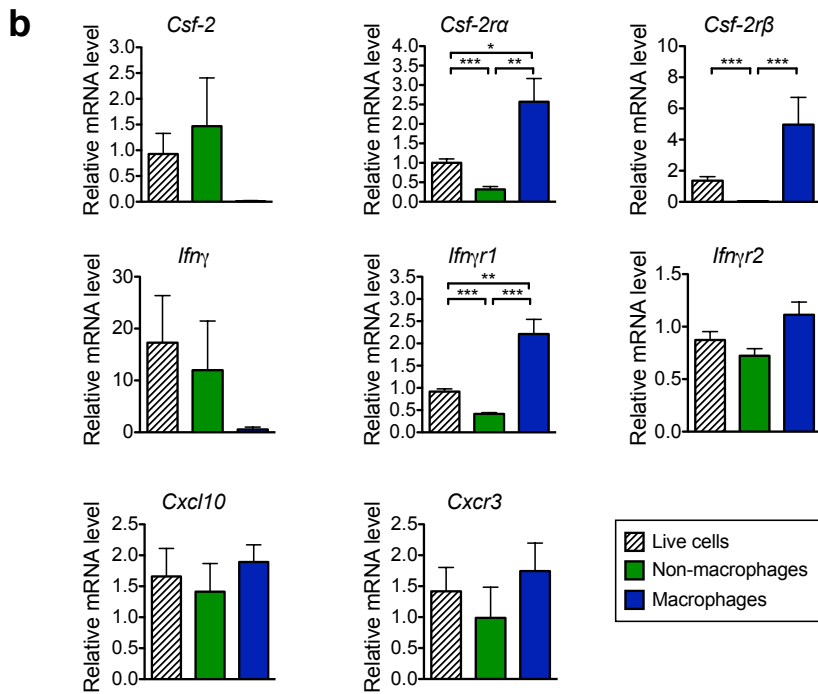 b
Csf-2
Relative mRNA level
3.0
2.5
2.0
1.5
1.0
0.5
0.0
Csf-2rα
Relative mRNA level
4.0
3.5
3.0
2.5
2.0
1.5
1.0
0.5
0.0
*
*** **
Csf-2rβ
Relative mRNA level
10
8
6
4
2
0
*** ***
Ifnγ
Relative mRNA level
30
20
10
0
Ifnγr1
Relative mRNA level
3.5
3.0
2.5
2.0
1.5
1.0
0.5
0.0
**
*** ***
Ifnγr2
Relative mRNA level
1.5
1.0
0.5
0.0
Cxcl10
Relative mRNA level
2.5
2.0
1.5
1.0
0.5
0.0
Cxcr3
Relative mRNA level
2.5
2.0
1.5
1.0
0.5
0.0
Live cells
Non-macrophages
Macrophages